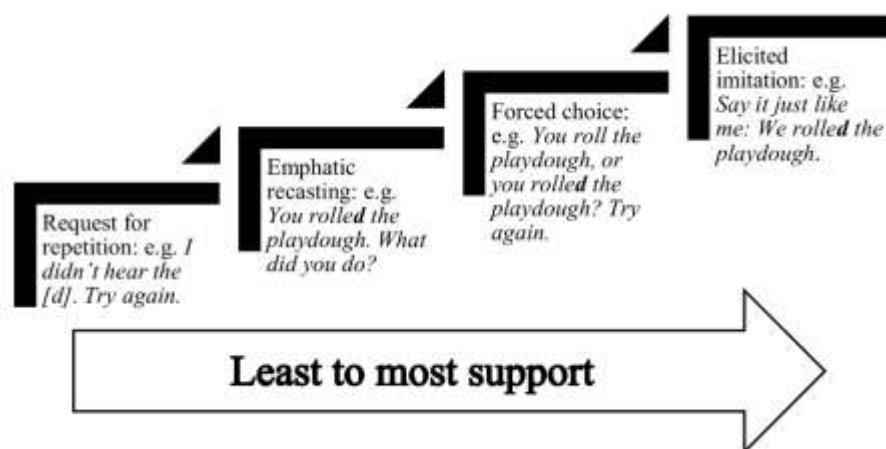 Request for
repetition: e.g. I
didn't hear the
[d]. Try again.
Emphatic
recasting: e.g.
You rolled the
playdough. What
did you do?
Forced choice:
e.g. You roll the
playdough, or
you rolled the
playdough? Try
again.
Elicited
imitation: e.g.
Say it just like
me: We rolled the
playdough.
Least to most support